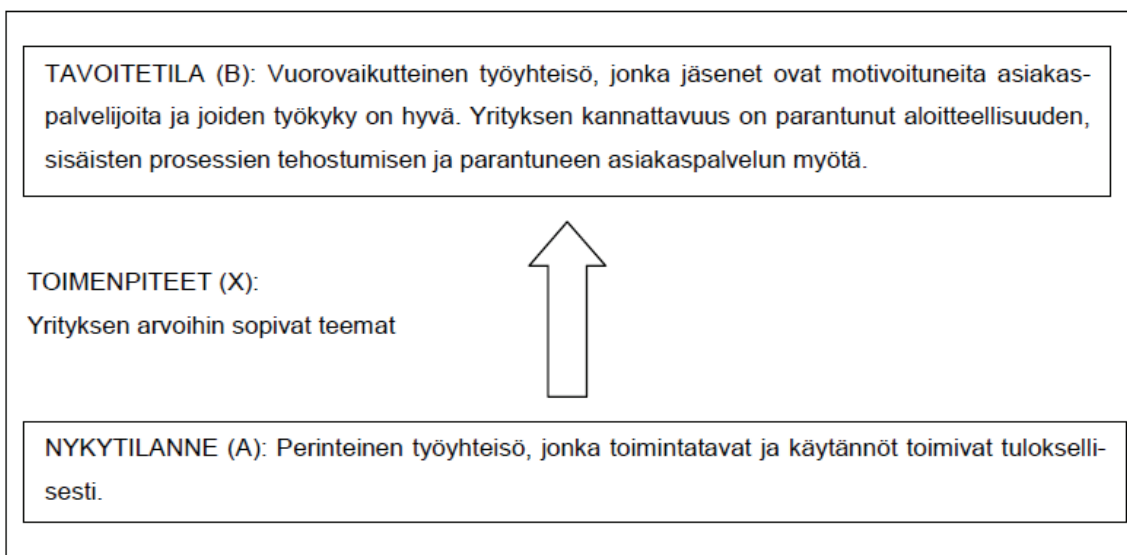 TAVOITETILA (B): Vuorovaikutteinen työyhteisö, jonka jäsenet ovat motivoituneita asiakas-
palvelijoita ja joiden työkyky on hyvä. Yrityksen kannattavuus on parantunut aloitteellisuuden,
sisäisten prosessien tehostumisen ja parantuneen asiakaspalvelun myötä.
TOIMENPITEET (X):
Yrityksen arvoihin sopivat teemat
NYKYTILANNE (A): Perinteinen työyhteisö, jonka toimintatavat ja käytännöt toimivat tulokselli-
sesti.